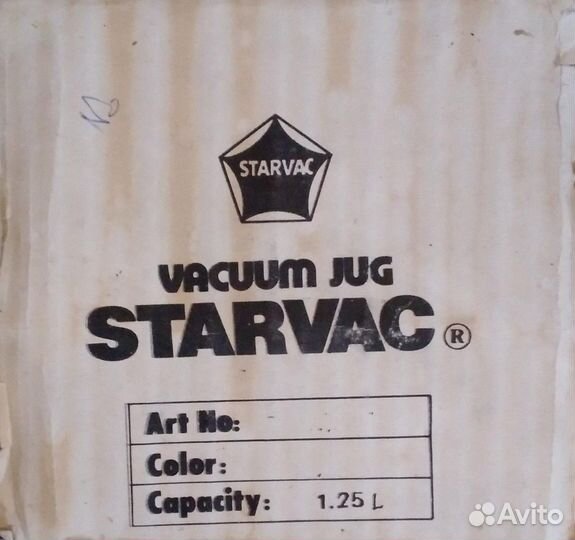 STARVAC
VACUUM JUG
STARVAC ®
Art No:
Color:
Capacity: 1.25 L
Avito